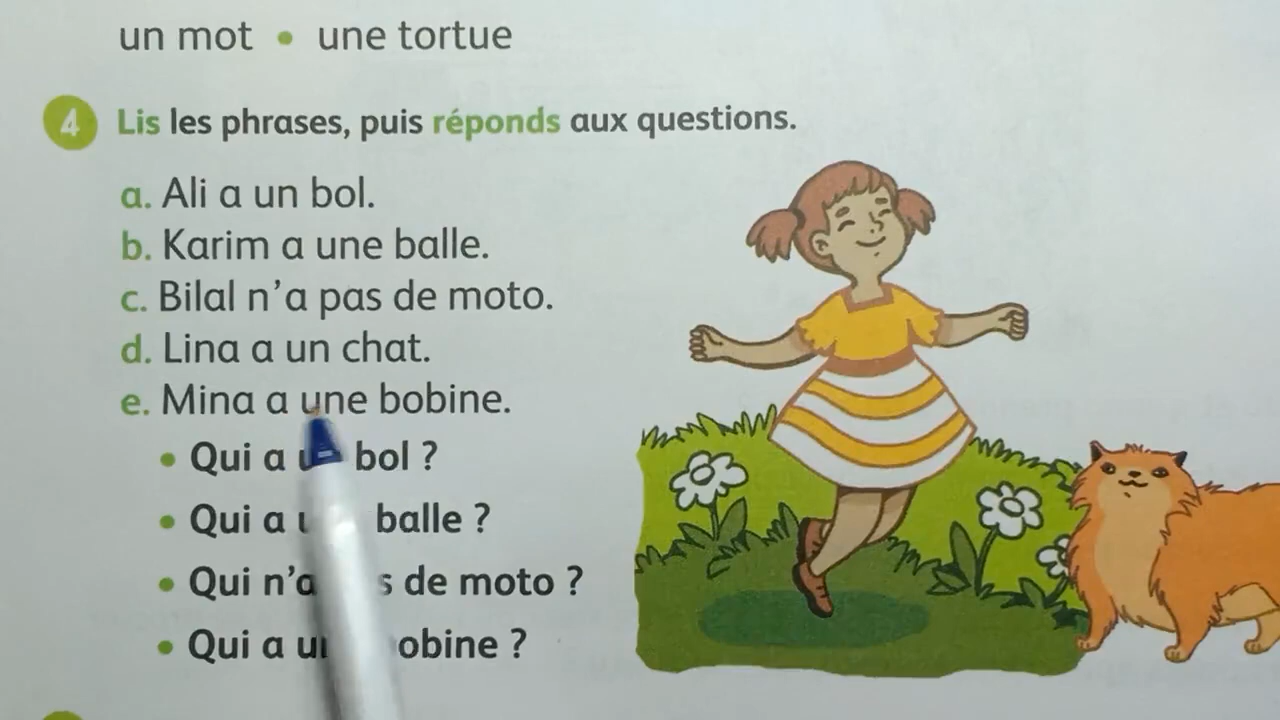 un mot • une tortue
4 Lis les phrases, puis réponds aux questions.
a. Ali a un bol.
b. Karim a une balle.
c. Bilal n'a pas de moto.
d. Lina a un chat.
e. Mina a une bobine.
• Qui a bol ?
• Qui a balle ?
• Qui n'a de moto ?
• Qui a ?